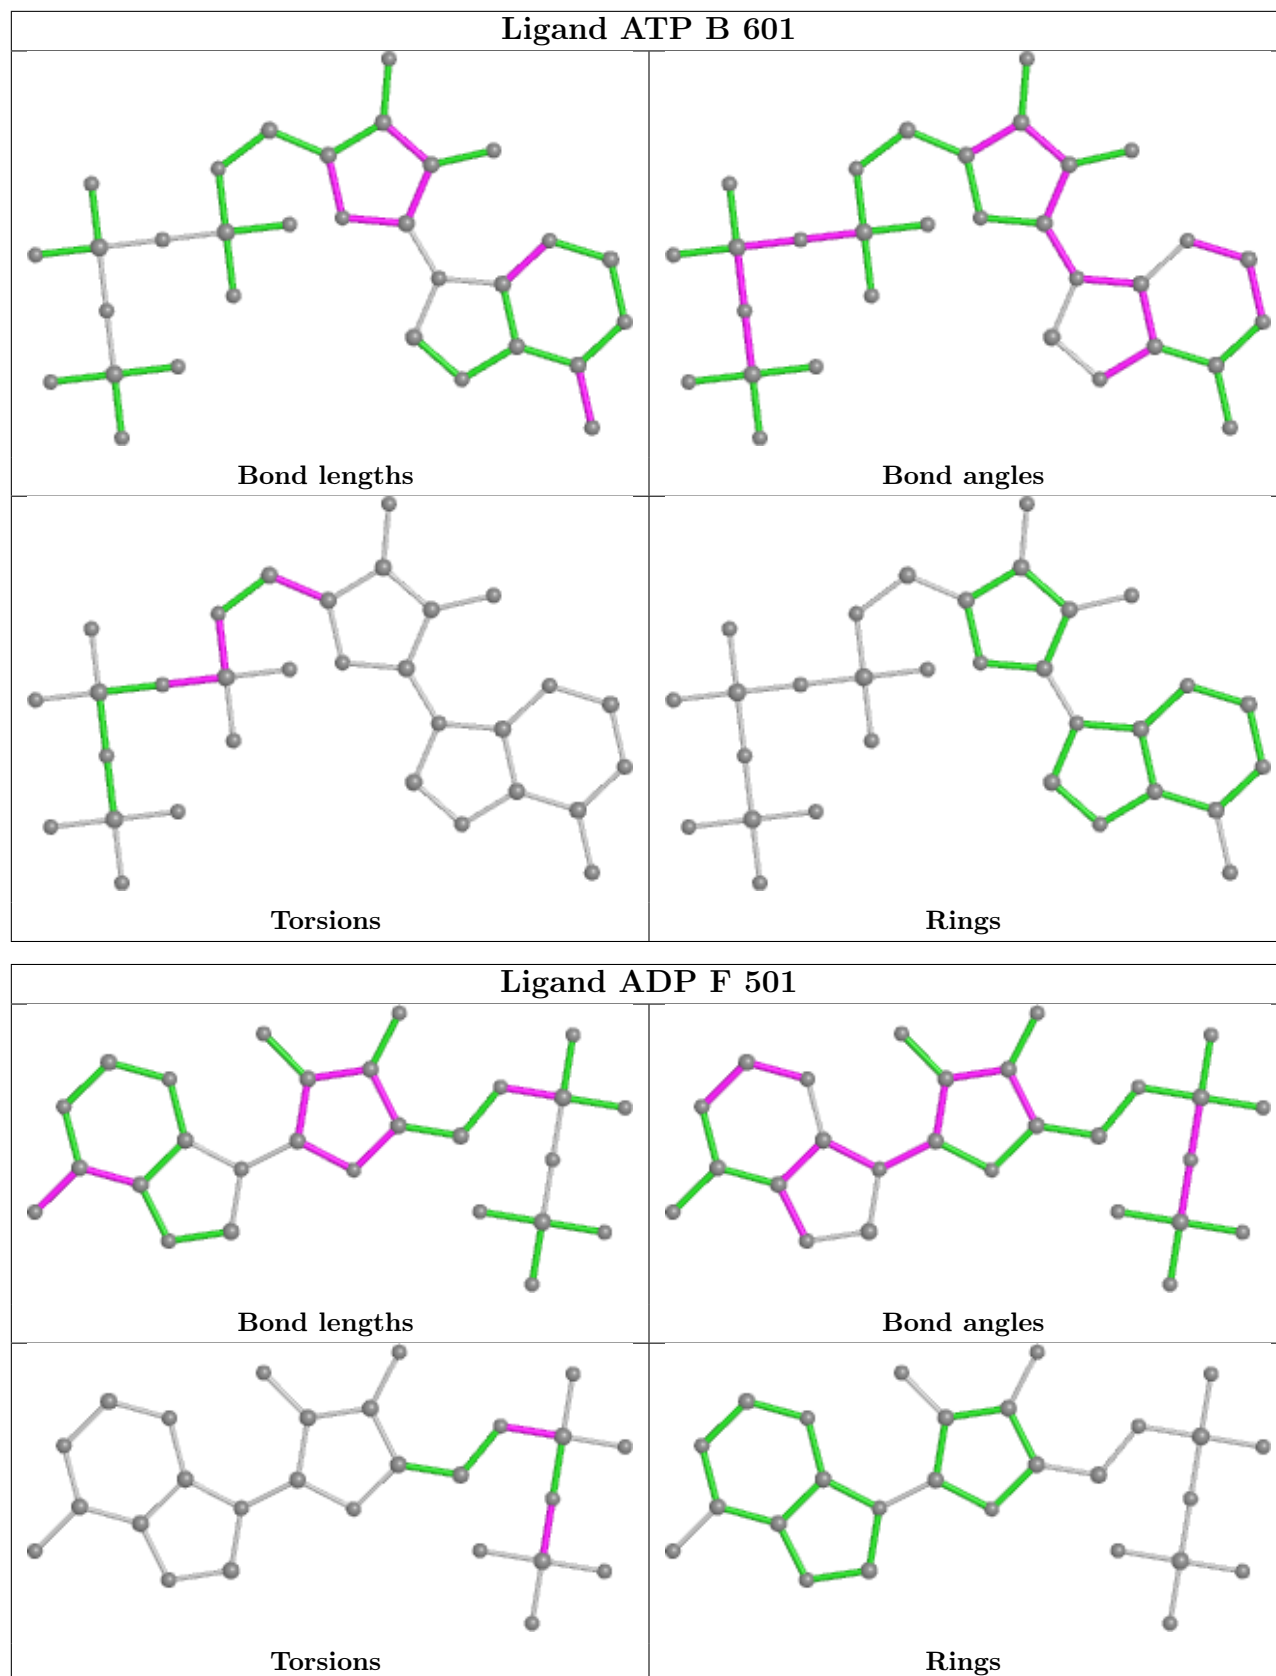 Ligand ATP B 601
Bond lengths
Bond angles
Torsions
Rings
Ligand ADP F 501
Bond lengths
Bond angles
Torsions
Rings